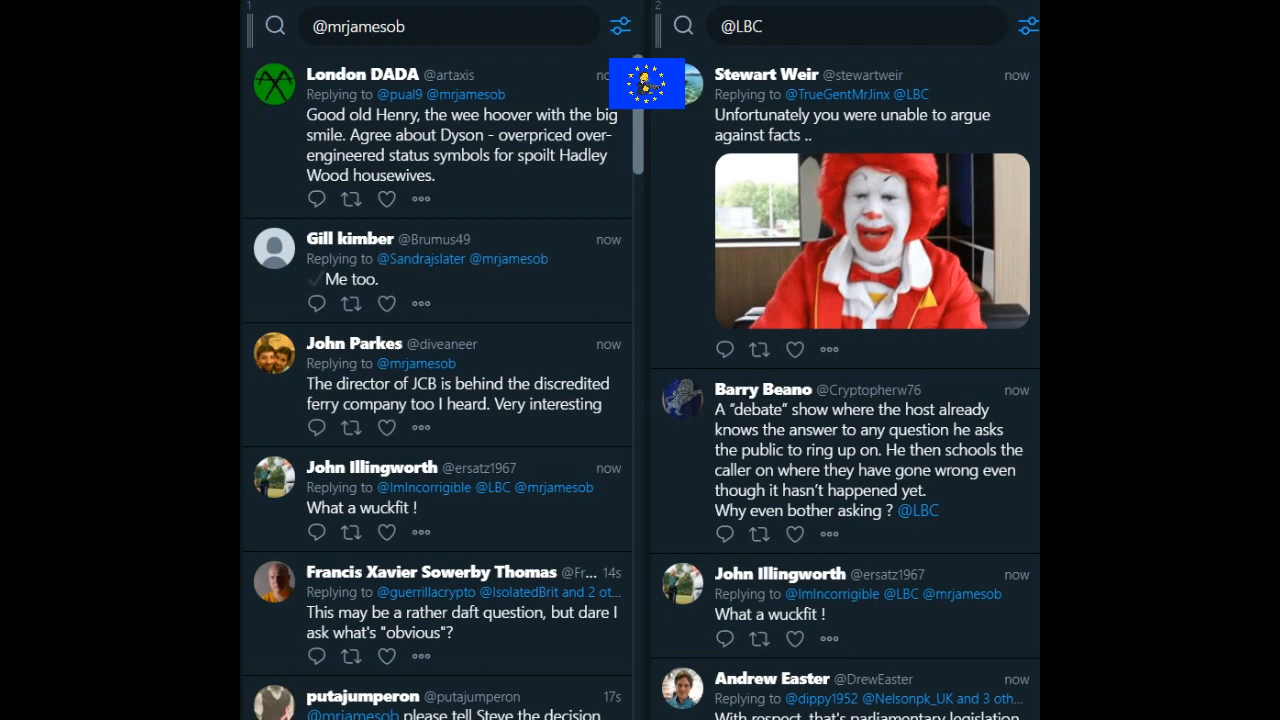 1
@mrjamesob
London DADA @artaxis
Replying to @pual9 @mrjamesob
Good old Henry, the wee hoover with the big
smile. Agree about Dyson - overpriced over-
engineered status symbols for spoilt Hadley
Wood housewives.
Gill kimber @Brumus49 now
Replying to @Sandrajslater @mrjamesob
Me too.
John Parkes @diveaneer now
Replying to @mrjamesob
The director of JCB is behind the discredited
ferry company too I heard. Very interesting
John Illingworth @ersatz1967 now
Replying to @ImIncorrigible @LBC @mrjamesob
What a wuckfit !
Francis Xavier Sowerby Thomas @Fr... 14s
Replying to @guerrillacrypto @IsolatedBrit and 2 ot...
This may be a rather daft question, but dare I
ask what's "obvious"?
putajumperon @putajumperon 17s
@mrjamesob please tell Steve the decision
2
@LBC
Stewart Weir @stewartweir now
Replying to @TrueGentMrJinx @LBC
Unfortunately you were unable to argue
against facts ..
Barry Beano @Cryptopherw76 now
A “debate” show where the host already
knows the answer to any question he asks
the public to ring up on. He then schools the
caller on where they have gone wrong even
though it hasn’t happened yet.
Why even bother asking ? @LBC
John Illingworth @ersatz1967 now
Replying to @ImIncorrigible @LBC @mrjamesob
What a wuckfit !
Andrew Easter @DrewEaster now
Replying to @dippy1952 @Nelsonpk_UK and 3 oth...
With respect, that's parliamentary legislation